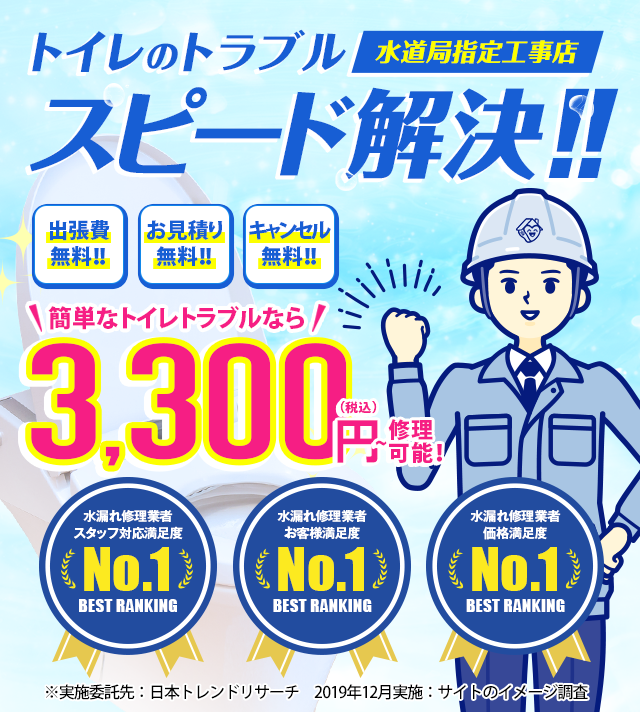 トイレのトラブル
水道局指定工事店
スピード解決!!
出張費
無料!!
お見積り
無料!!
キャンセル
無料!!
簡単なトイレトラブルなら
3,300円(税込)~修理可能!
水漏れ修理業者
スタッフ対応満足度
No.1
BEST RANKING
水漏れ修理業者
お客様満足度
No.1
BEST RANKING
水漏れ修理業者
価格満足度
No.1
BEST RANKING
※実施委託先:日本トレンドリサーチ 2019年12月実施:サイトのイメージ調査